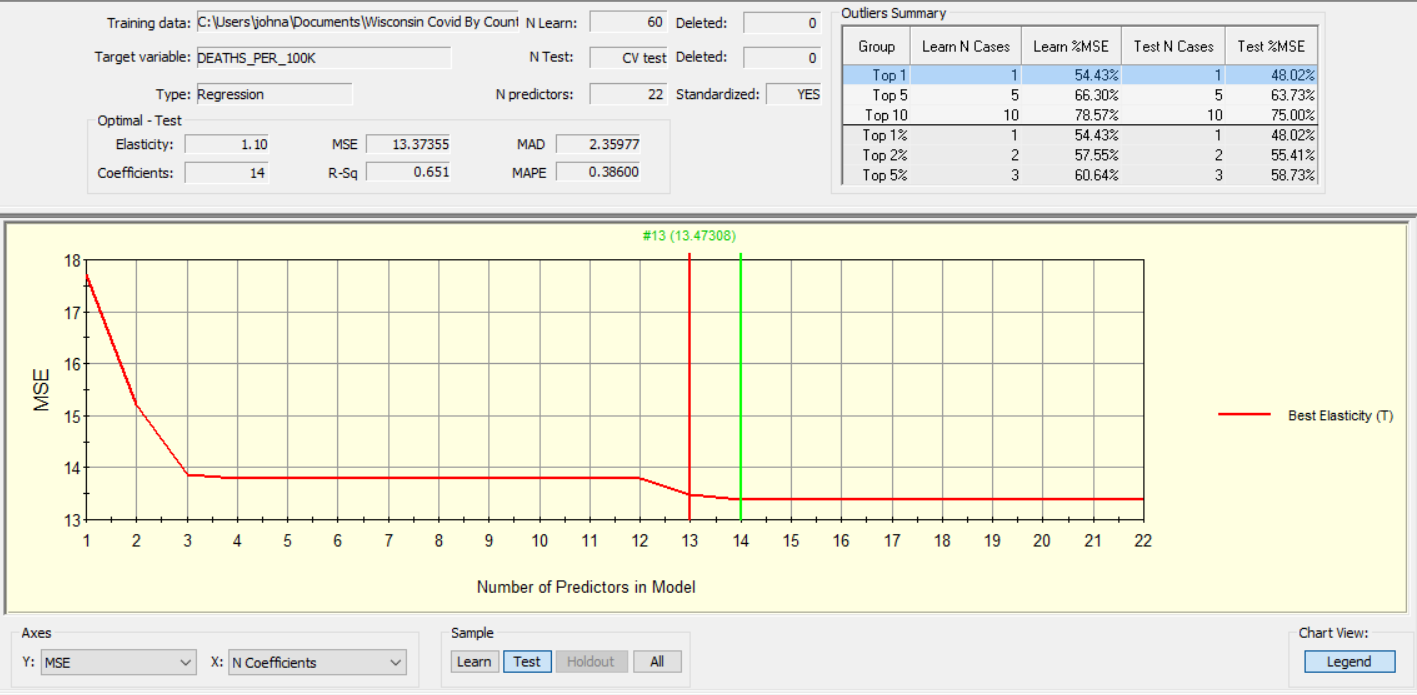 Training data: C:\Users\johna\Documents\Wisconsin Covid By Count N Learn: 60 Deleted: 0
Target variable: DEATHS_PER_100K N Test: CV test Deleted: 0
Type: Regression N predictors: 22 Standardized: YES
Optimal - Test
Elasticity: 1.10 MSE 13.37355 MAD 2.35977
Coefficients: 14 R-Sq 0.651 MAPE 0.38600
Outliers Summary
Group Learn N Cases Learn %MSE Test N Cases Test %MSE
Top 1 1 54.43% 1 48.02%
Top 5 5 66.30% 5 63.73%
Top 10 10 78.57% 10 75.00%
Top 1% 1 54.43% 1 48.02%
Top 2% 2 57.55% 2 55.41%
Top 5% 3 60.64% 3 58.73%
#13 (13.47308)
MSE
18
17
16
15
14
13
1 2 3 4 5 6 7 8 9 10 11 12 13 14 15 16 17 18 19 20 21 22
Number of Predictors in Model
Best Elasticity (T)
Axes
Y: MSE X: N Coefficients
Sample
Learn Test Holdout All
Chart View:
Legend